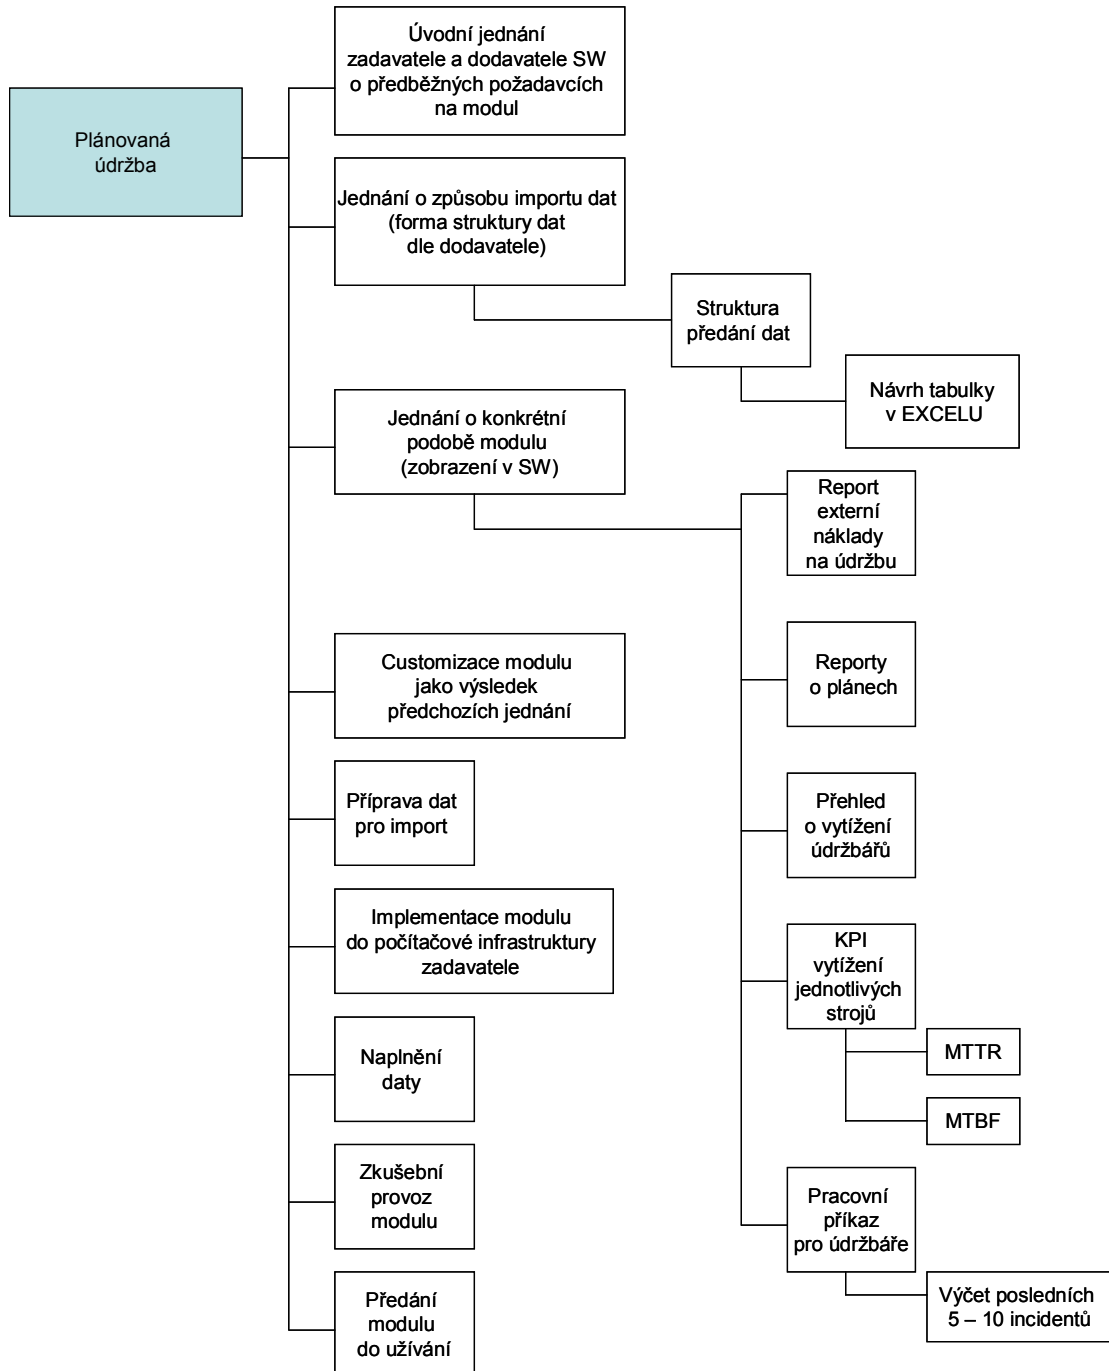 Úvodní jednání
zadavatele a dodavatele SW
o předběžných požadavcích
na modul
Plánovaná
údržba
Jednání o způsobu importu dat
(forma struktury dat
dle dodavatele)
Struktura
předání dat
Návrh tabulky
v EXCELU
Jednání o konkrétní
podobě modulu
(zobrazení v SW)
Report
externí
náklady
na údržbu
Customizace modulu
jako výsledek
předchozích jednání
Reporty
o plánech
Příprava dat
pro import
Přehled
o vytížení
údržbářů
Implementace modulu
do počítačové infrastruktury
zadavatele
KPI
vytížení
jednotlivých
strojů
Naplnění
daty
MTTR
MTBF
Zkušební
provoz
modulu
Pracovní
příkaz
pro údržbáře
Předání
modulu
do užívání
Výčet posledních
5 – 10 incidentů